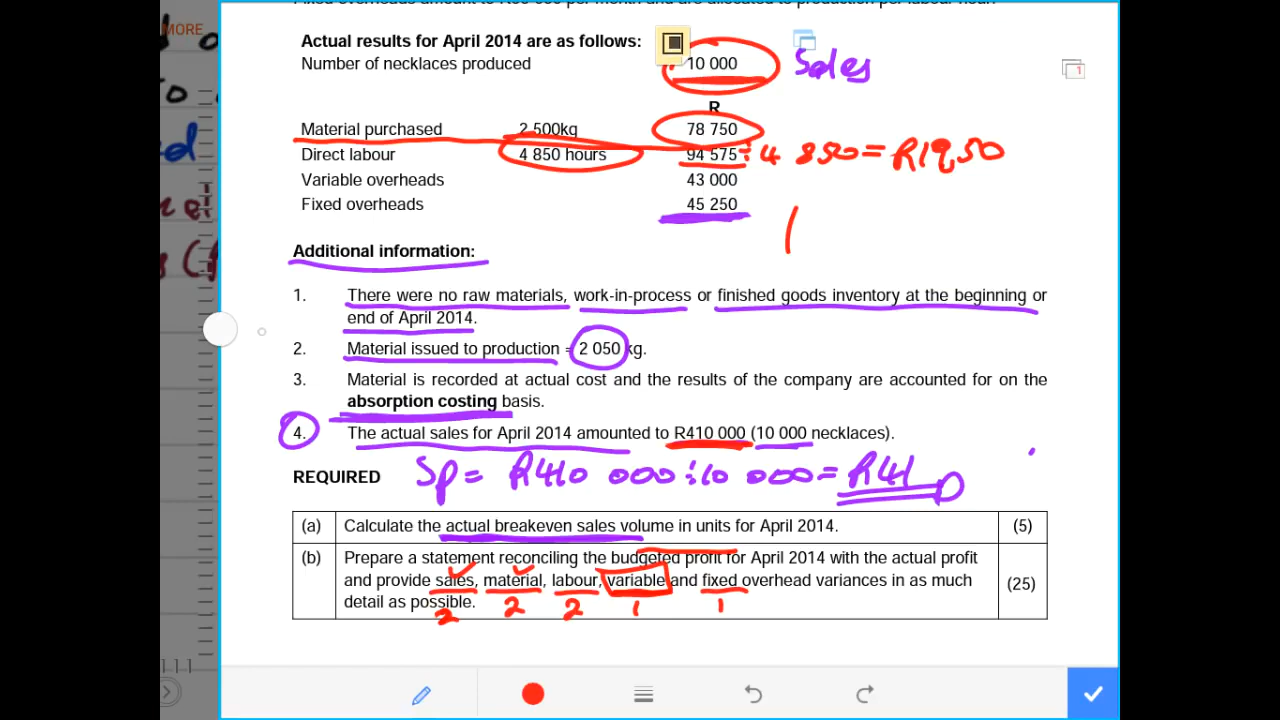 MORE
Actual results for April 2014 are as follows:
Number of necklaces produced 10 000 Sales
1
R
Material purchased 2 500kg 78 750
Direct labour 4 850 hours 94 575 ÷ 4 850 = R19,50
Variable overheads 43 000
Fixed overheads 45 250
Additional information:
1. There were no raw materials, work-in-process or finished goods inventory at the beginning or
end of April 2014.
2. Material issued to production = 2 050 kg.
3. Material is recorded at actual cost and the results of the company are accounted for on the
absorption costing basis.
4. The actual sales for April 2014 amounted to R410 000 (10 000 necklaces).
REQUIRED SP = R410 000 ÷ 10 000 = R41
(a) Calculate the actual breakeven sales volume in units for April 2014. (5)
(b) Prepare a statement reconciling the budgeted profit for April 2014 with the actual profit
and provide sales, material, labour, variable and fixed overhead variances in as much (25)
detail as possible.
2 2 2 1 1